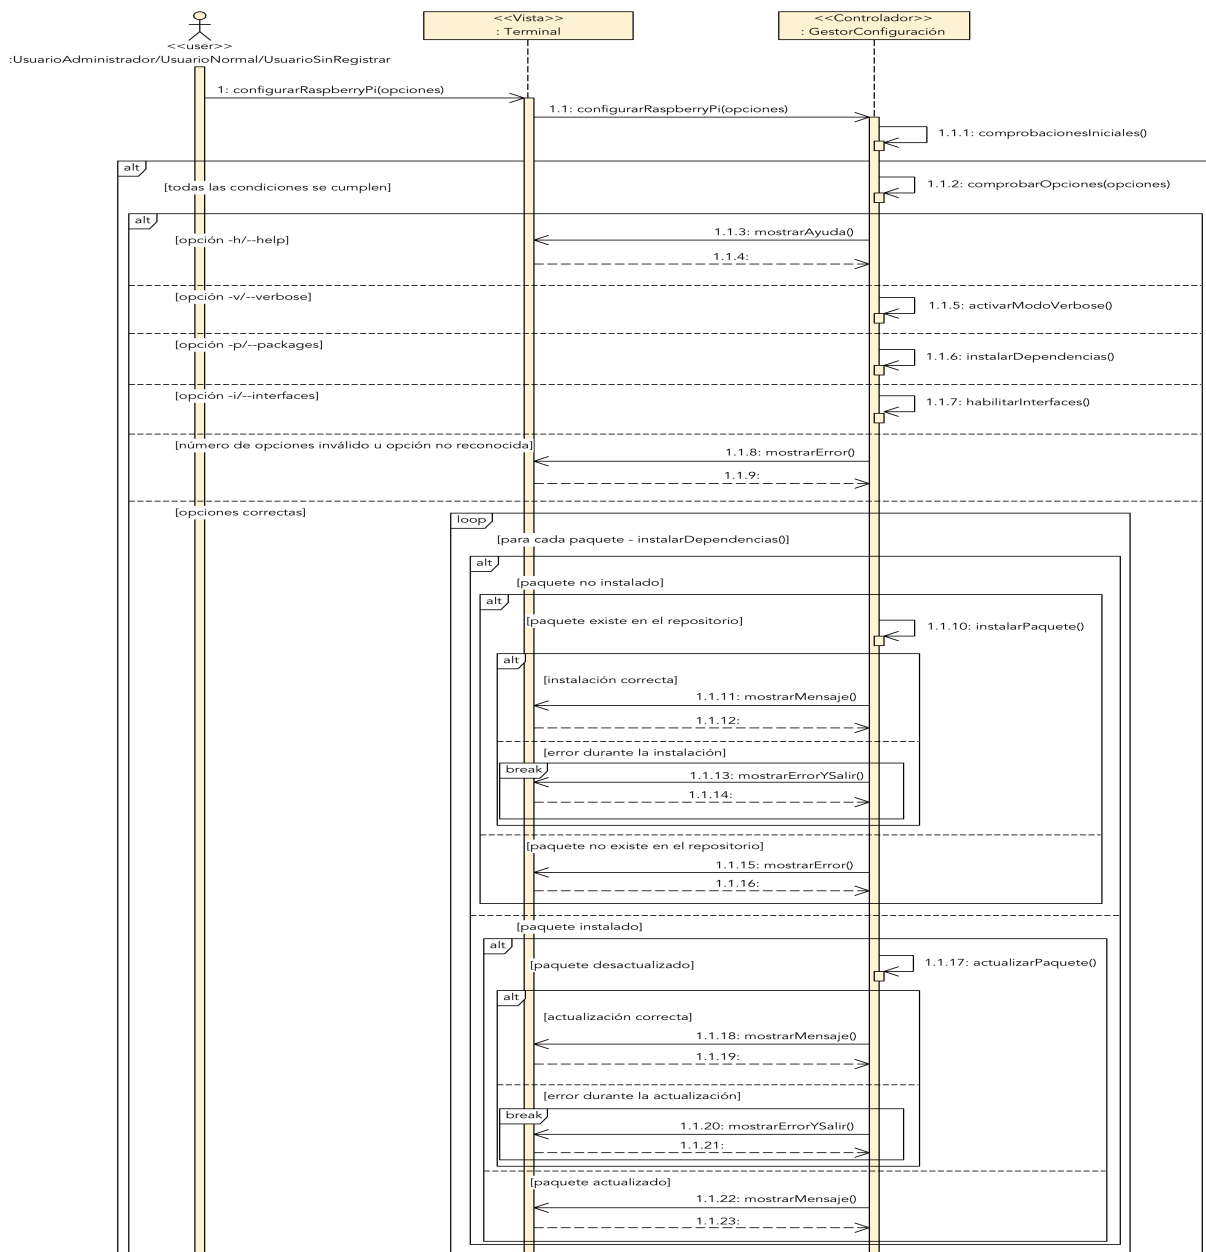 <<user>>
:UsuarioAdministrador/UsuarioNormal/UsuarioSinRegistrar
<<Vista>>
: Terminal
<<Controlador>>
: GestorConfiguración
1: configurarRaspberryPi(opciones)
1.1: configurarRaspberryPi(opciones)
1.1.1: comprobacionesIniciales()
alt
[todas las condiciones se cumplen]
1.1.2: comprobarOpciones(opciones)
alt
[opción -h/--help]
1.1.3: mostrarAyuda()
1.1.4:
[opción -v/--verbose]
1.1.5: activarModoVerbose()
[opción -p/--packages]
1.1.6: instalarDependencias()
[opción -i/--interfaces]
1.1.7: habilitarInterfaces()
[número de opciones inválido u opción no reconocida]
1.1.8: mostrarError()
1.1.9:
[opciones correctas]
loop
[para cada paquete - instalarDependencias()]
alt
[paquete no instalado]
alt
[paquete existe en el repositorio]
1.1.10: instalarPaquete()
alt
[instalación correcta]
1.1.11: mostrarMensaje()
1.1.12:
[error durante la instalación]
break
1.1.13: mostrarErrorYSalir()
1.1.14:
[paquete no existe en el repositorio]
1.1.15: mostrarError()
1.1.16:
[paquete instalado]
alt
[paquete desactualizado]
1.1.17: actualizarPaquete()
alt
[actualización correcta]
1.1.18: mostrarMensaje()
1.1.19:
[error durante la actualización]
break
1.1.20: mostrarErrorYSalir()
1.1.21:
[paquete actualizado]
1.1.22: mostrarMensaje()
1.1.23: